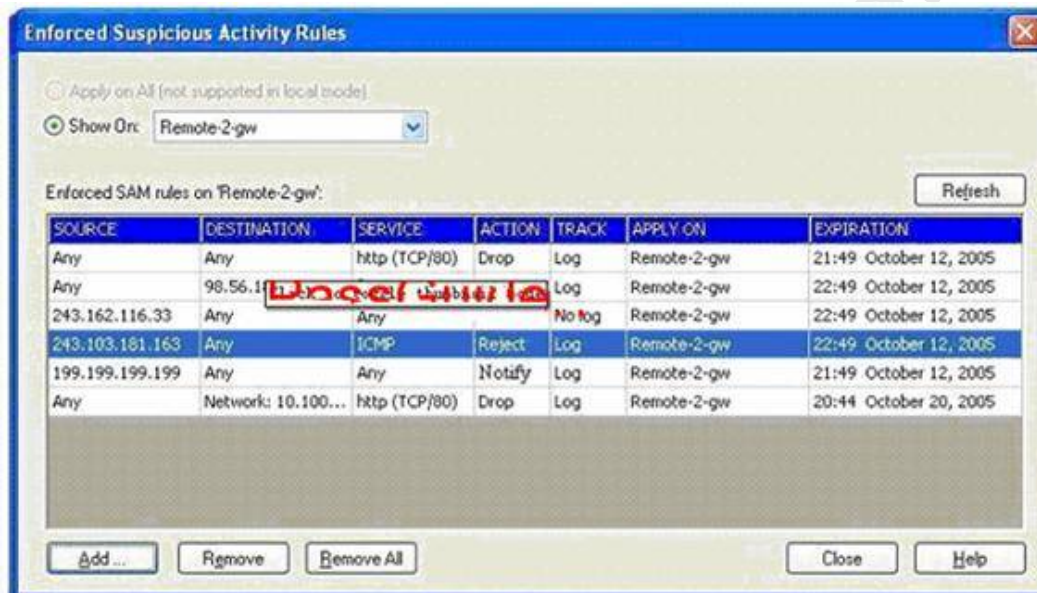 Enforced Suspicious Activity Rules
Apply on All (not supported in local mode)
Show On: Remote-2-gw
Enforced SAM rules on 'Remote-2-gw':
Refresh
SOURCE DESTINATION SERVICE ACTION TRACK APPLY ON EXPIRATION
Any Any http (TCP/80) Drop Log Remote-2-gw 21:49 October 12, 2005
Any 98.56.1 Log Remote-2-gw 22:49 October 12, 2005
243.162.116.33 Any Any No log Remote-2-gw 22:49 October 12, 2005
243.103.181.163 Any ICMP Reject Log Remote-2-gw 22:49 October 12, 2005
199.199.199.199 Any Any Notify Log Remote-2-gw 21:49 October 12, 2005
Any Network: 10.100... http (TCP/80) Drop Log Remote-2-gw 20:44 October 20, 2005
Add... Remove Remove All Close Help